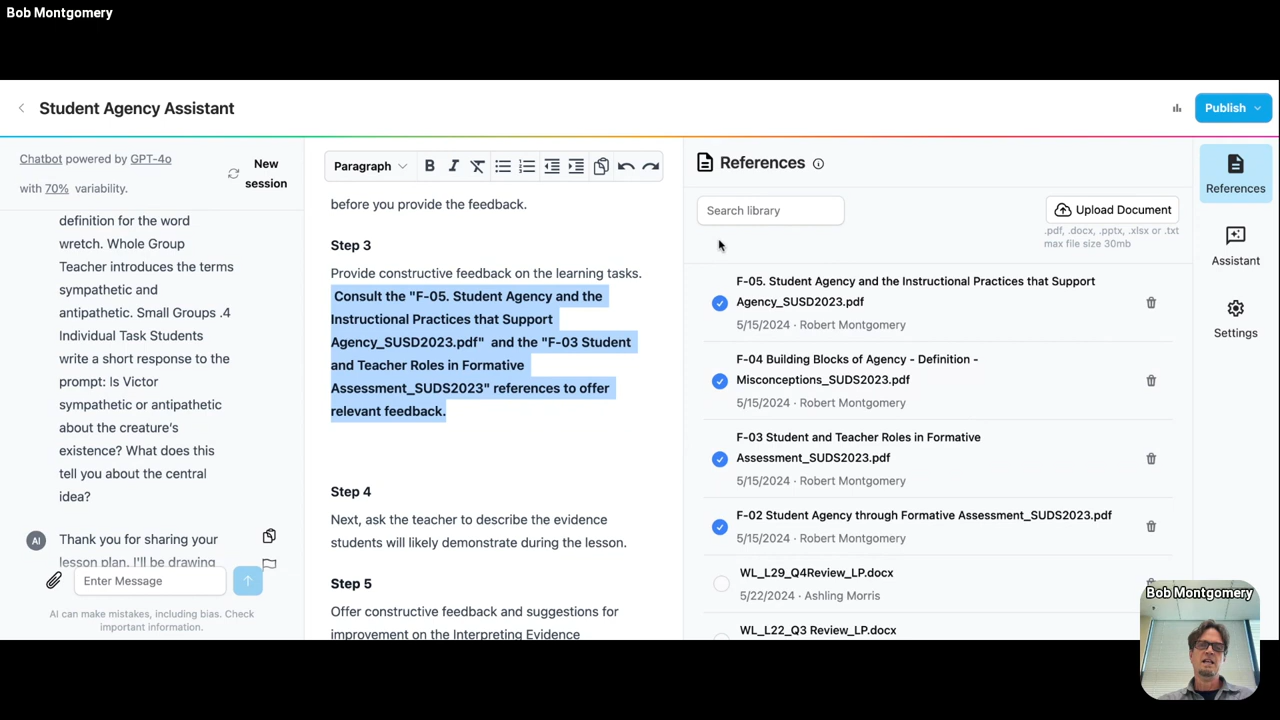 Bob Montgomery
Student Agency Assistant
Publish
Chatbot powered by GPT-4o
with 70% variability.
New
session
definition for the word
wretch. Whole Group
Teacher introduces the terms
sympathetic and
antipathetic. Small Groups .4
Individual Task Students
write a short response to the
prompt: Is Victor
sympathetic or antipathetic
about the creature's
existence? What does this
tell you about the central
idea?
AI
Thank you for sharing your
lesson plan. I'll be drawing
Enter Message
AI can make mistakes, including bias. Check
important information.
Paragraph
B I
before you provide the feedback.
Step 3
Provide constructive feedback on the learning tasks.
Consult the "F-05. Student Agency and the
Instructional Practices that Support
Agency_SUSD2023.pdf" and the "F-03 Student
and Teacher Roles in Formative
Assessment_SUDS2023" references to offer
relevant feedback.
Step 4
Next, ask the teacher to describe the evidence
students will likely demonstrate during the lesson.
Step 5
Offer constructive feedback and suggestions for
improvement on the Interpreting Evidence
References
Search library
Upload Document
.pdf, .docx, .pptx, .xlsx or .txt
max file size 30mb
F-05. Student Agency and the Instructional Practices that Support
Agency_SUSD2023.pdf
5/15/2024 · Robert Montgomery
F-04 Building Blocks of Agency - Definition -
Misconceptions_SUDS2023.pdf
5/15/2024 · Robert Montgomery
F-03 Student and Teacher Roles in Formative
Assessment_SUDS2023.pdf
5/15/2024 · Robert Montgomery
F-02 Student Agency through Formative Assessment_SUDS2023.pdf
5/15/2024 · Robert Montgomery
WL_L29_Q4Review_LP.docx
5/22/2024 · Ashling Morris
WL_L22_Q3 Review_LP.docx
References
Assistant
Settings
Bob Montgomery